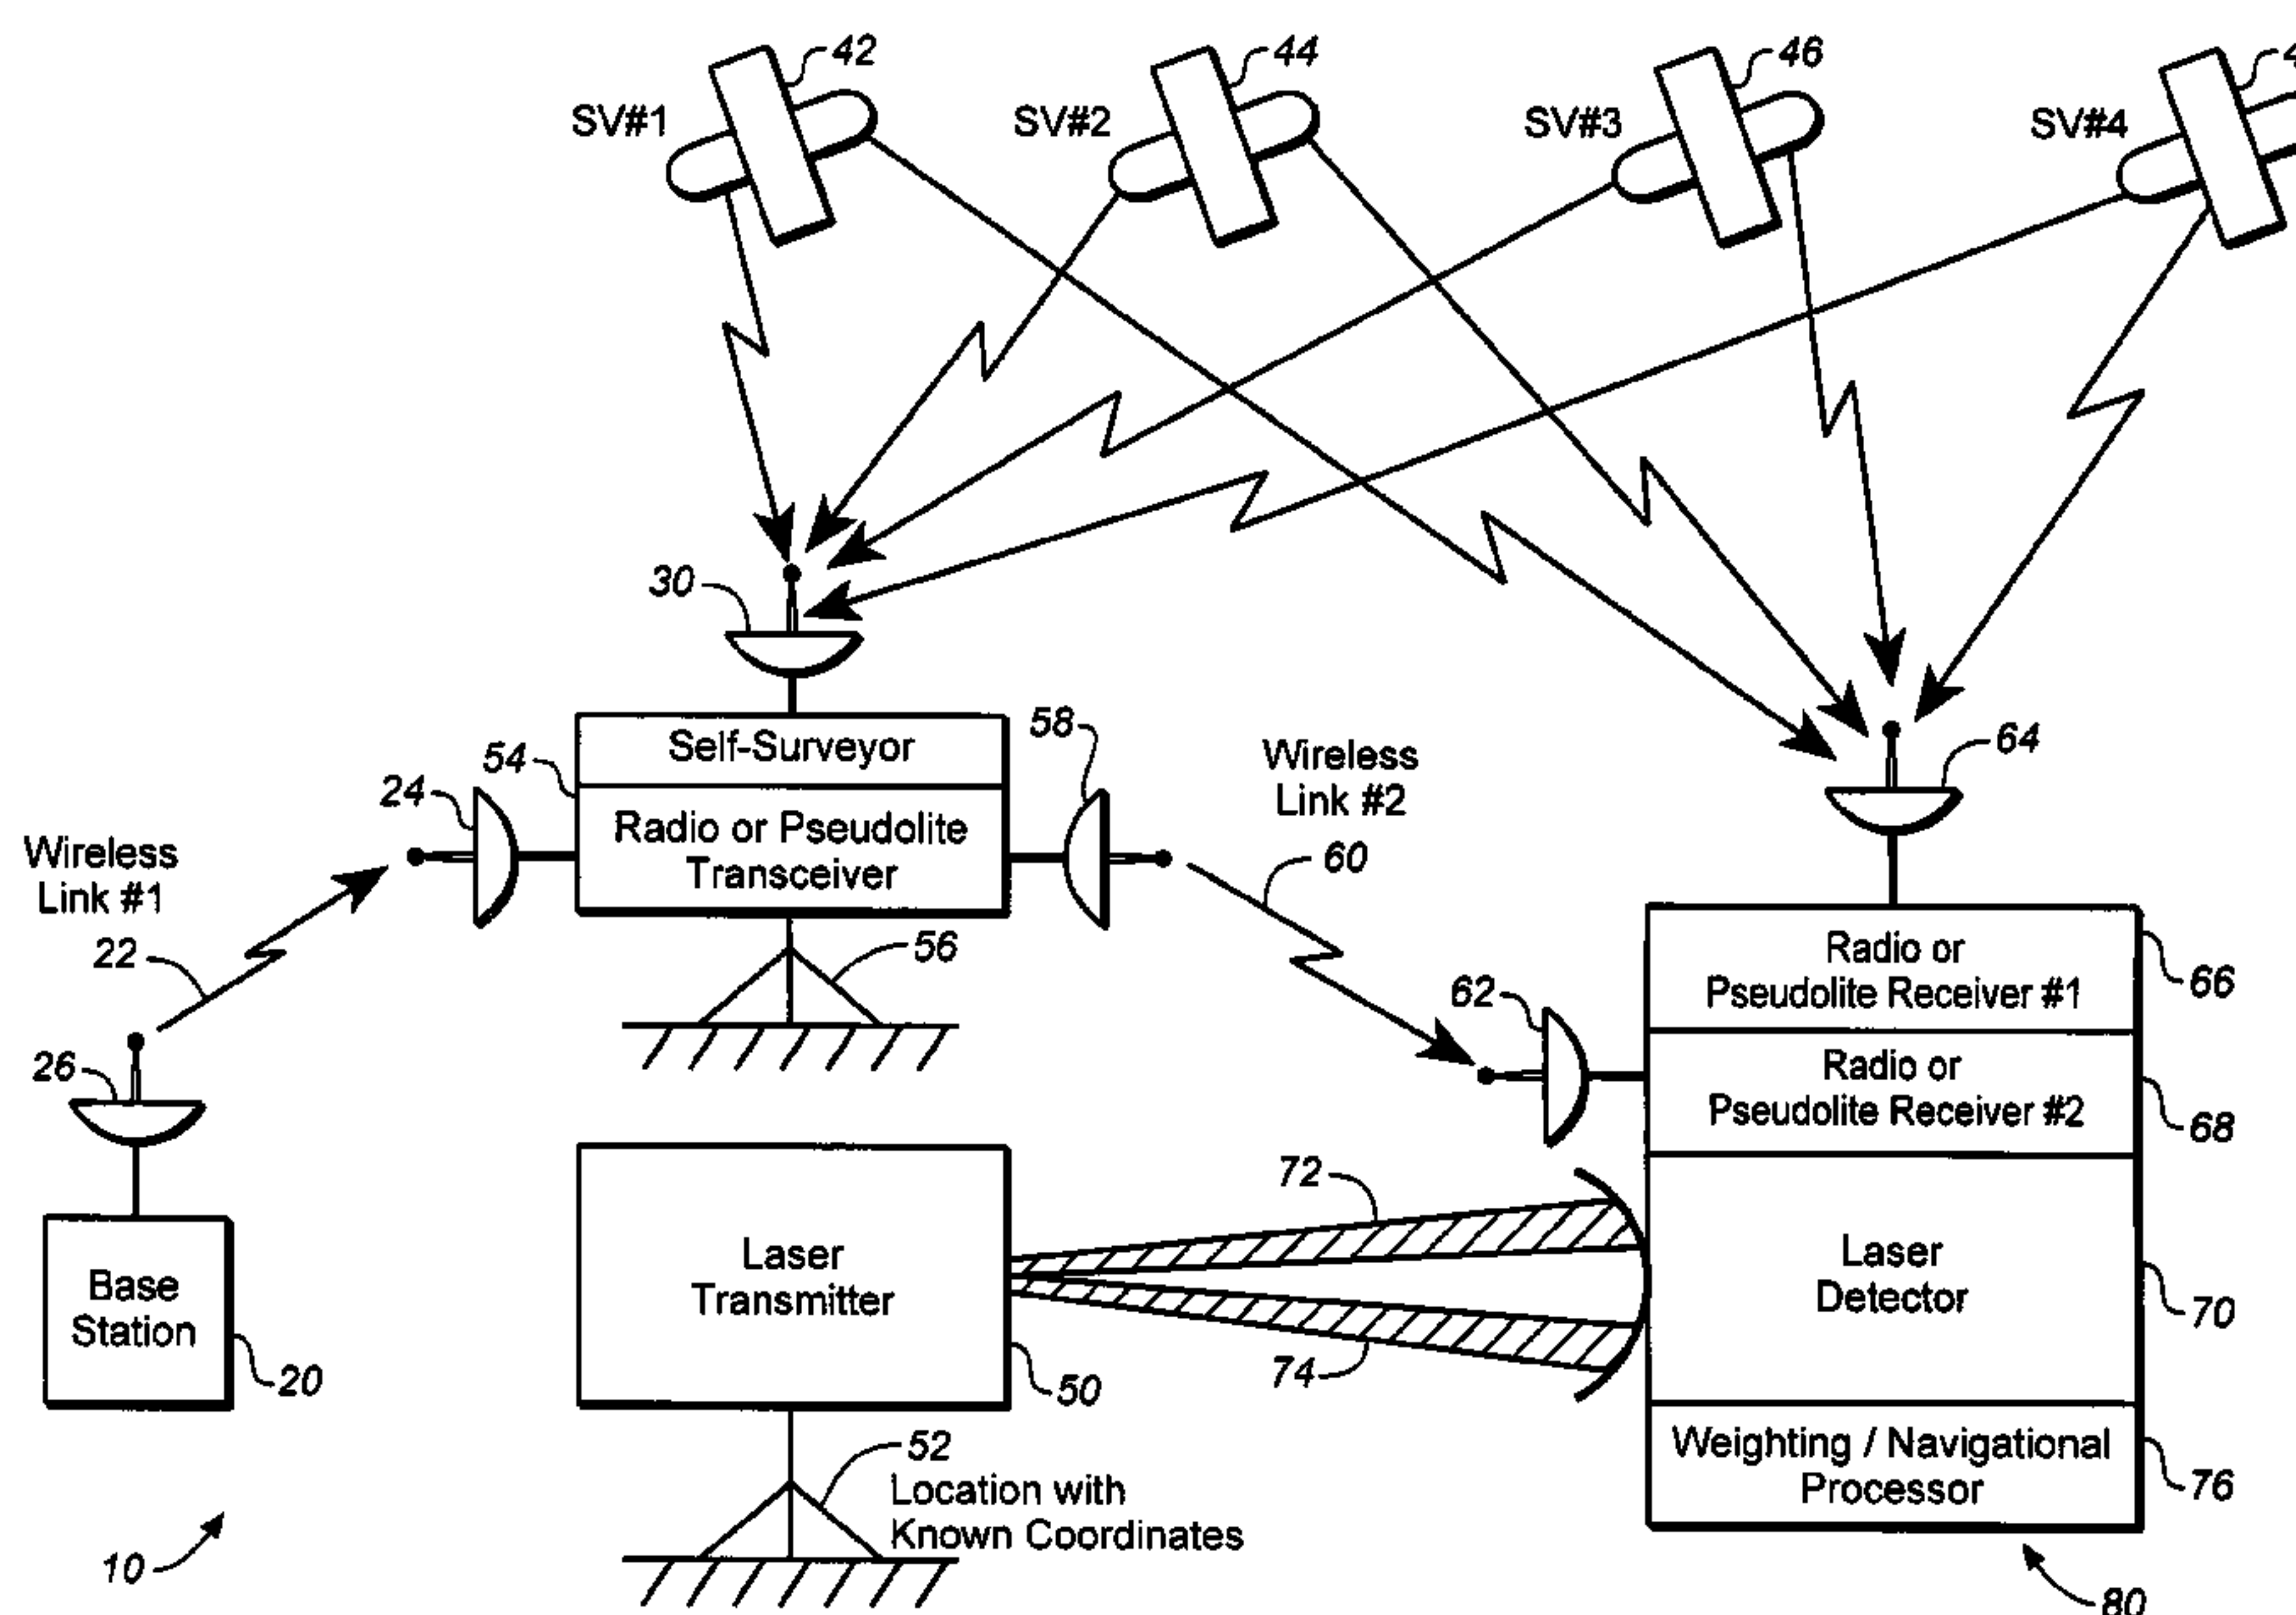 42
44
46
SV#1
SV#2
SV#3
SV#4
30
Self-Surveyor
54
58
Wireless
Link #2
64
24
Radio or Pseudolite
Transceiver
Wireless
Link #1
60
22
56
Radio or
Pseudolite Receiver #1
66
62
26
Radio or
Pseudolite Receiver #2
68
72
Laser
Transmitter
Laser
Detector
Base
Station
70
20
50
74
52
Location with
Known Coordinates
Weighting / Navigational
Processor
76
10
80